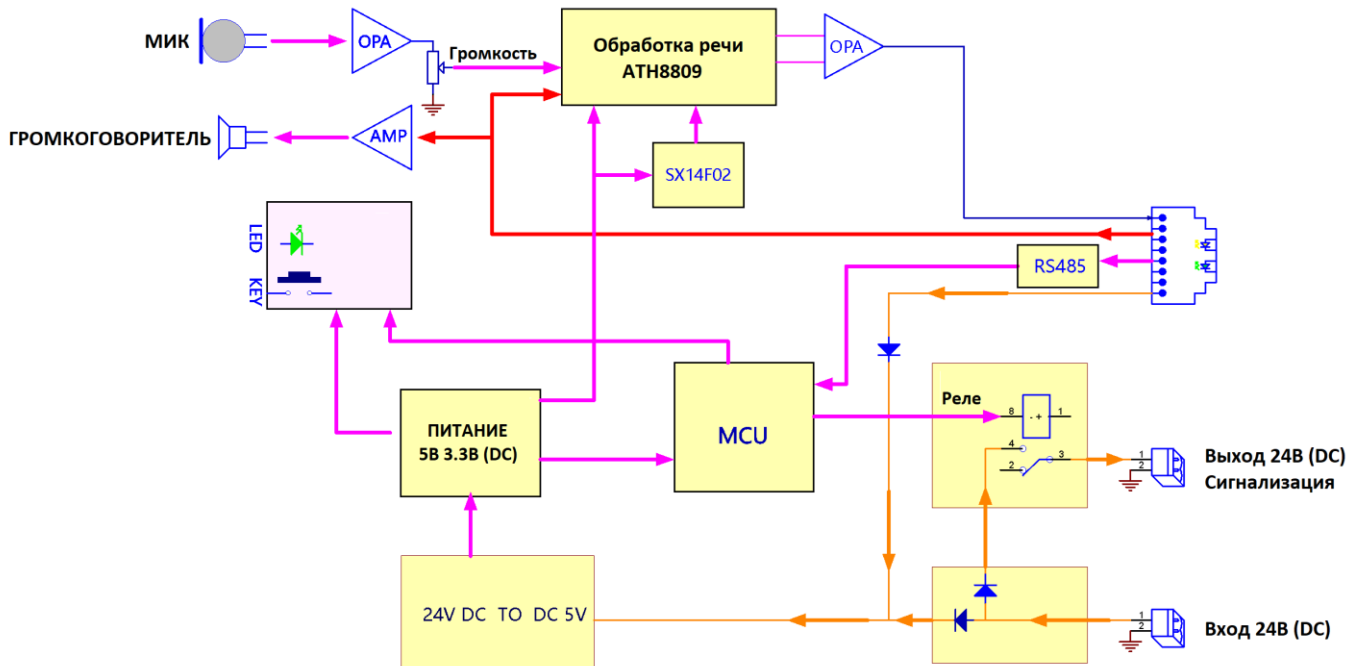 МИК
OPA
Громкость
Обработка речи
ATH8809
OPA
ГРОМКОГОВОРИТЕЛЬ
AMP
SX14F02
LED
KEY
RS485
ПИТАНИЕ
5В 3.3В (DC)
MCU
Реле
8
- +
1
4
2
3
1
2
Выход 24В (DC)
Сигнализация
24V DC TO DC 5V
1
2
Вход 24В (DC)